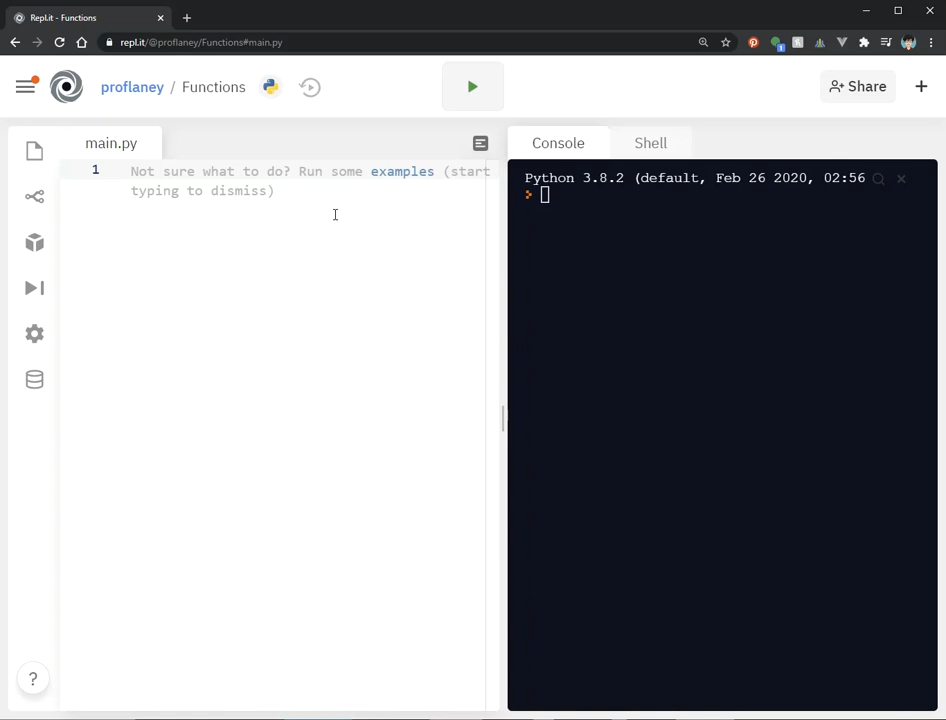 Repl.it - Functions
repl.it/@proflaney/Functions#main.py
proflaney / Functions
Share
main.py
Console
Shell
1
Not sure what to do? Run some examples (start
typing to dismiss)
Python 3.8.2 (default, Feb 26 2020, 02:56
?